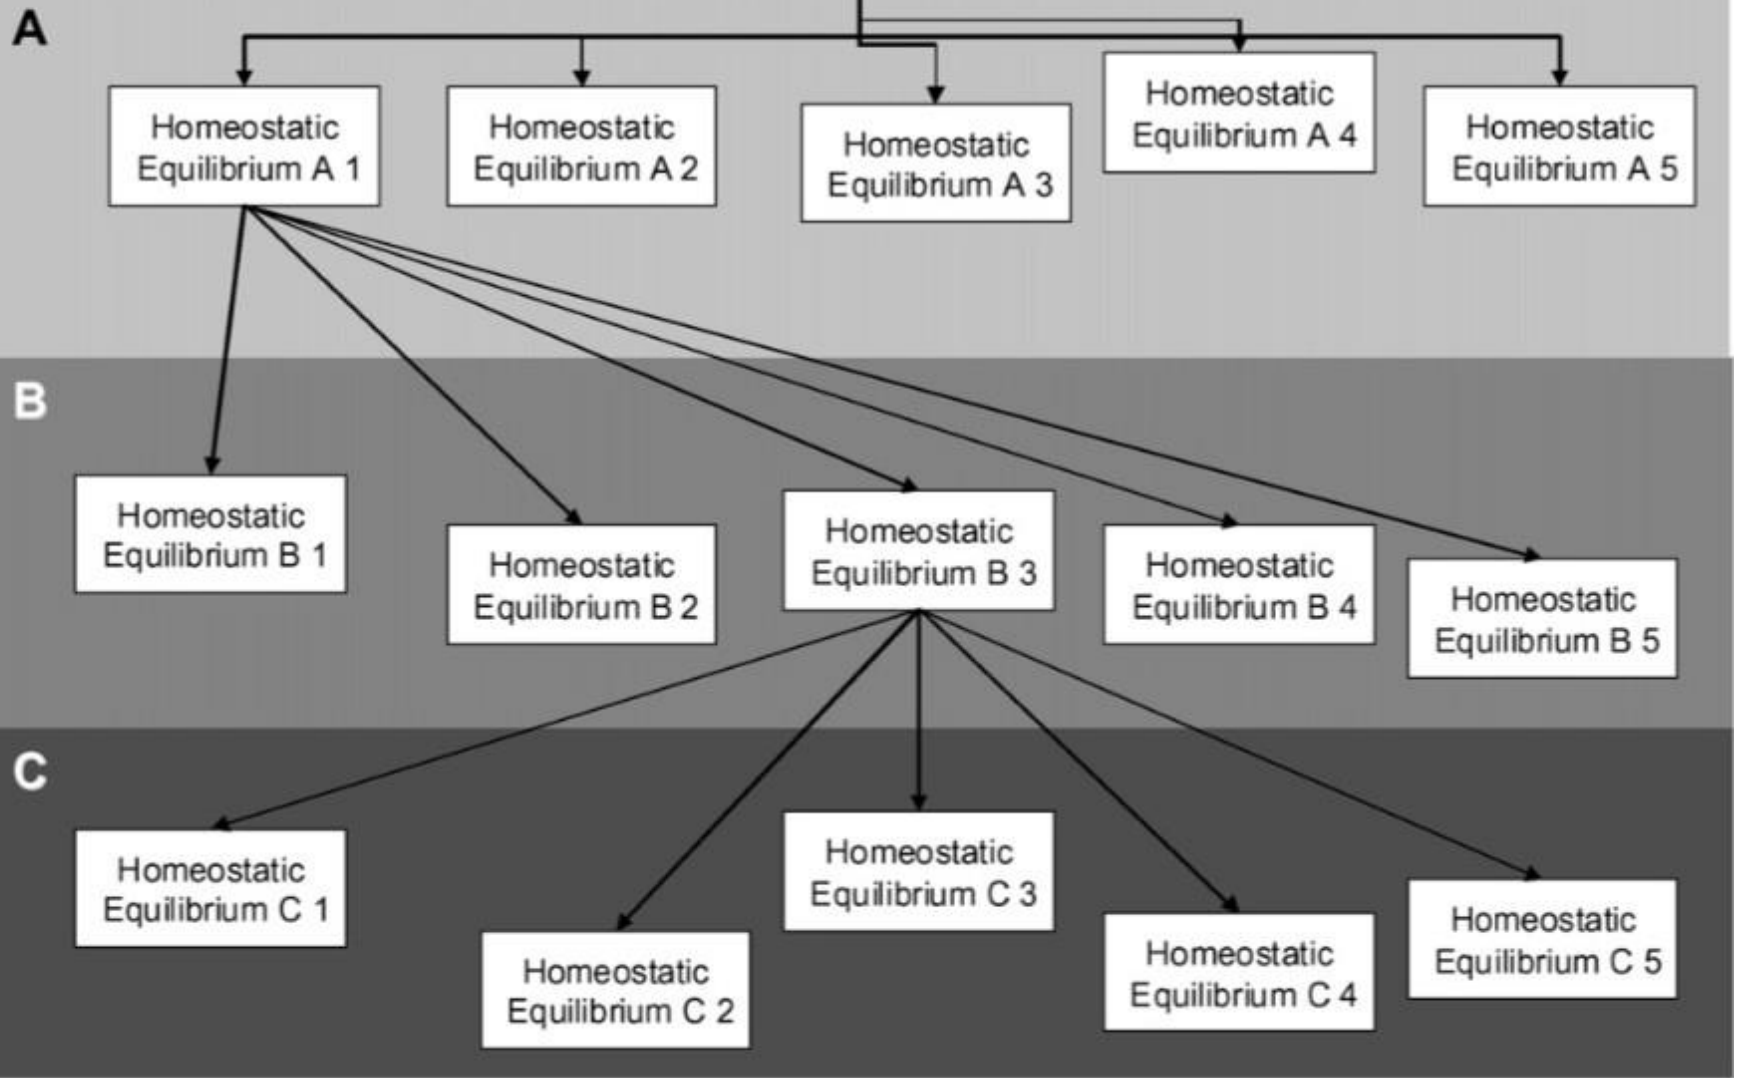 A
Homeostatic
Equilibrium A 1
Homeostatic
Equilibrium A 2
Homeostatic
Equilibrium A 3
Homeostatic
Equilibrium A 4
Homeostatic
Equilibrium A 5
B
Homeostatic
Equilibrium B 1
Homeostatic
Equilibrium B 2
Homeostatic
Equilibrium B 3
Homeostatic
Equilibrium B 4
Homeostatic
Equilibrium B 5
C
Homeostatic
Equilibrium C 1
Homeostatic
Equilibrium C 2
Homeostatic
Equilibrium C 3
Homeostatic
Equilibrium C 4
Homeostatic
Equilibrium C 5